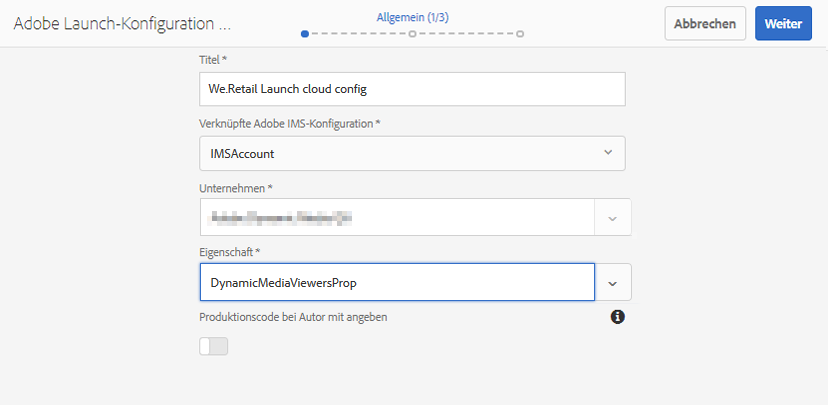 Adobe Launch-Konfiguration ...
Allgemein (1/3)
Abbrechen
Weiter
Titel *
We.Retail Launch cloud config
Verknüpfte Adobe IMS-Konfiguration *
IMSAccount
Unternehmen *
Eigenschaft *
DynamicMediaViewersProp
Produktionscode bei Autor mit angeben